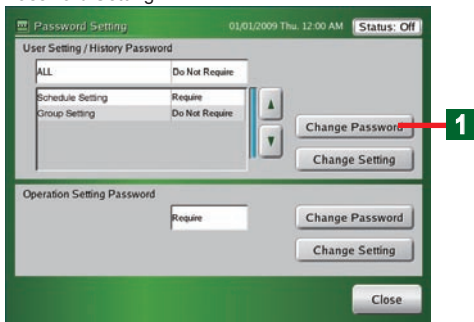 Password Setting 01/01/2009 Thu. 12:00 AM Status: Off
User Setting / History Password
ALL Do Not Require
Schedule Setting Require
Group Setting Do Not Require
Change Password 1
Change Setting
Operation Setting Password
Require Change Password
Change Setting
Close